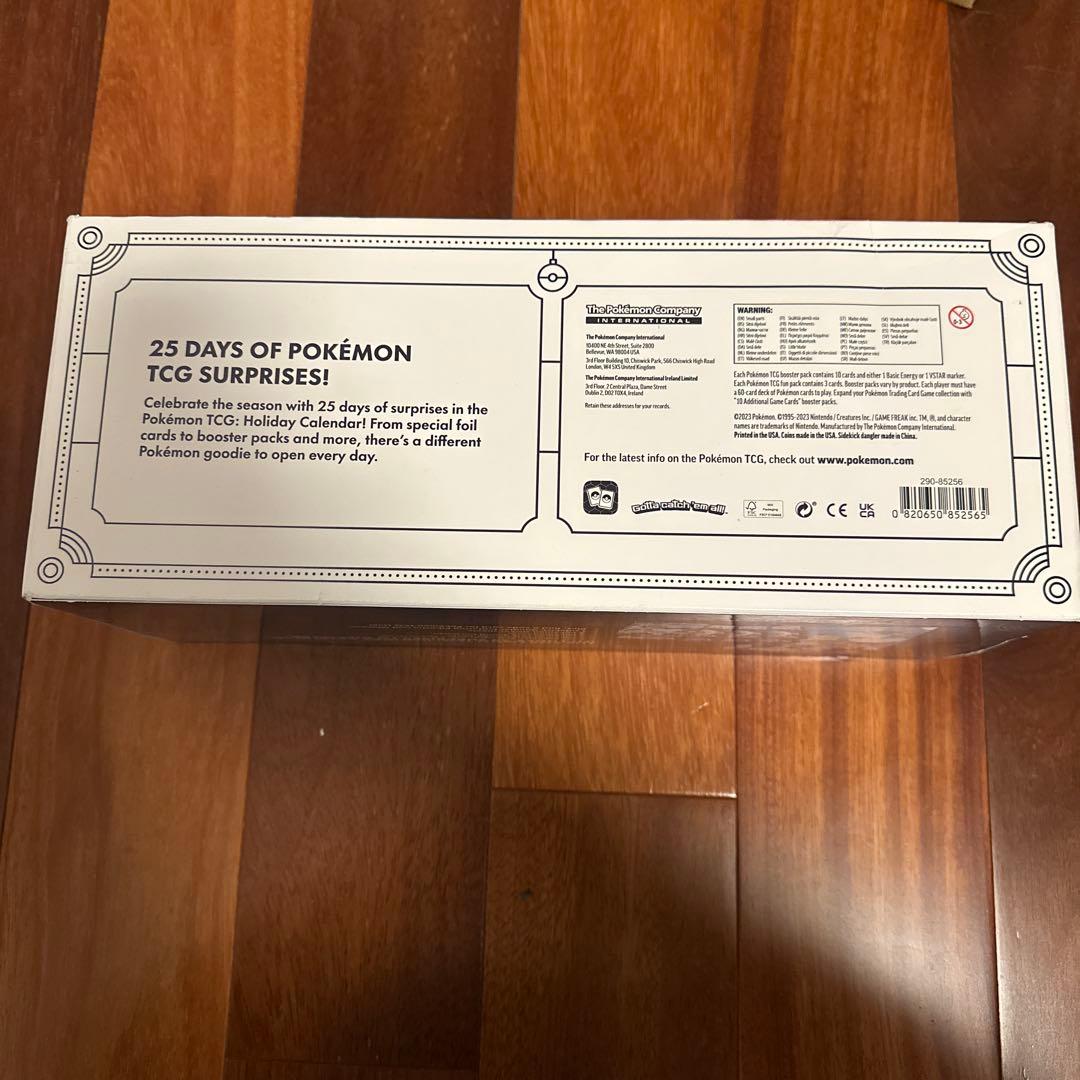 25 DAYS OF POKÉMON
TCG SURPRISES!
Celebrate the season with 25 days of surprises in the
Pokémon TCG: Holiday Calendar! From special foil
cards to booster packs and more, there's a different
Pokémon goodie to open every day.
The Pokémon Company
INTERNATIONAL
The Pokémon Company International
10400 NE 4th Street, Suite 2800
Bellevue, WA 98004 USA
3rd Floor Building 10, Chiswick Park, 566 Chiswick High Road
London, W4 5XS United Kingdom
The Pokémon Company International Ireland Limited
3rd Floor, 2 Central Plaza, Dame Street
Dublin 2, D02 T0X4, Ireland
Retain these addresses for your records.
WARNING:
0-3
Each Pokémon TCG booster pack contains 10 cards and either 1 Basic Energy or 1 VSTAR marker.
Each Pokémon TCG fun pack contains 3 cards. Booster packs vary by product. Each player must have
a 60-card deck of Pokémon cards to play. Expand your Pokémon Trading Card Game collection with
"10 Additional Game Cards" booster packs.
©2023 Pokémon. ©1995-2023 Nintendo / Creatures Inc. / GAME FREAK inc. TM, ®, and character
names are trademarks of Nintendo. Manufactured by The Pokémon Company International.
Printed in the USA. Coins made in the USA. Sidekick dangler made in China.
For the latest info on the Pokémon TCG, check out www.pokemon.com
Gotta catch 'em all!
FSC
MIX
Packaging
CE
UK
CA
290-85256
0 820650 852565